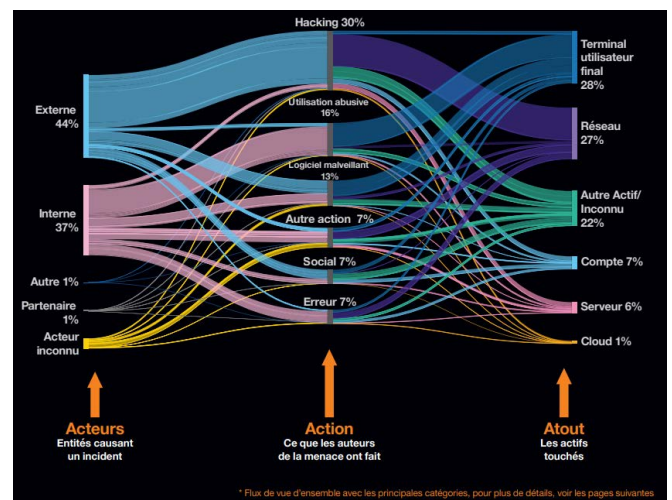 Hacking 30%
Externe
44%
Interne
37%
Autre 1%
Partenaire
1%
Acteur
inconnu
Utilisation abusive
16%
Logiciel malveillant
13%
Autre action 7%
Social 7%
Erreur 7%
Terminal
utilisateur
final
28%
Réseau
27%
Autre Actif/
Inconnu
22%
Compte 7%
Serveur 6%
Cloud 1%
Acteurs
Entités causant
un incident
Action
Ce que les auteurs
de la menace ont fait
Atout
Les actifs
touchés
* Flux de vue d'ensemble avec les principales catégories, pour plus de détails, voir les pages suivantes